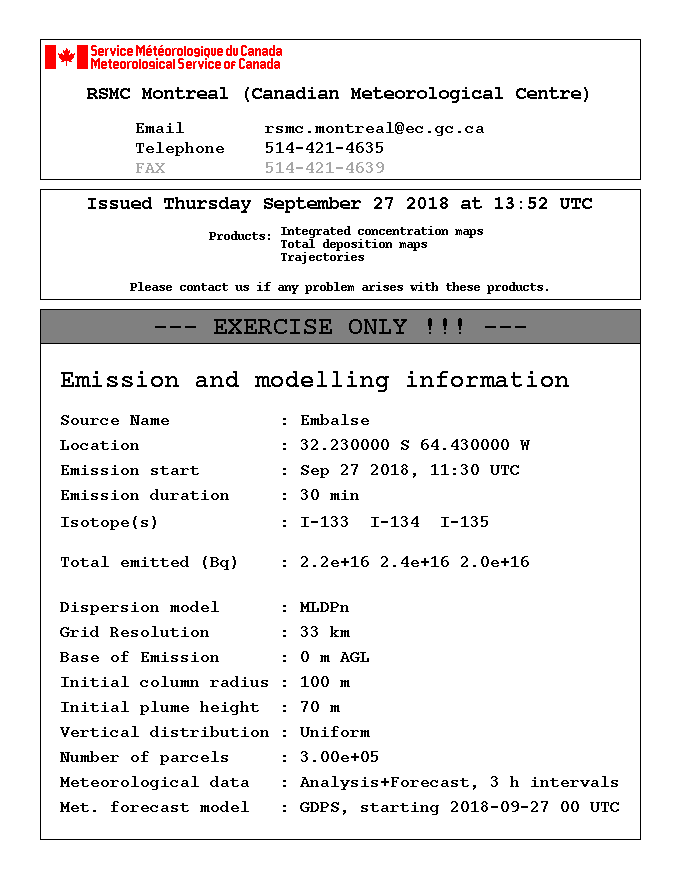 Service Météorologique du Canada
Meteorological Service of Canada
RSMC Montreal (Canadian Meteorological Centre)
Email rsmc.montreal@ec.gc.ca
Telephone 514-421-4635
FAX 514-421-4639
Issued Thursday September 27 2018 at 13:52 UTC
Products: Integrated concentration maps
Total deposition maps
Trajectories
Please contact us if any problem arises with these products.
--- EXERCISE ONLY !!! ---
Emission and modelling information
Source Name : Embalse
Location : 32.230000 S 64.430000 W
Emission start : Sep 27 2018, 11:30 UTC
Emission duration : 30 min
Isotope(s) : I-133 I-134 I-135
Total emitted (Bq) : 2.2e+16 2.4e+16 2.0e+16
Dispersion model : MLDPn
Grid Resolution : 33 km
Base of Emission : 0 m AGL
Initial column radius : 100 m
Initial plume height : 70 m
Vertical distribution : Uniform
Number of parcels : 3.00e+05
Meteorological data : Analysis+Forecast, 3 h intervals
Met. forecast model : GDPS, starting 2018-09-27 00 UTC